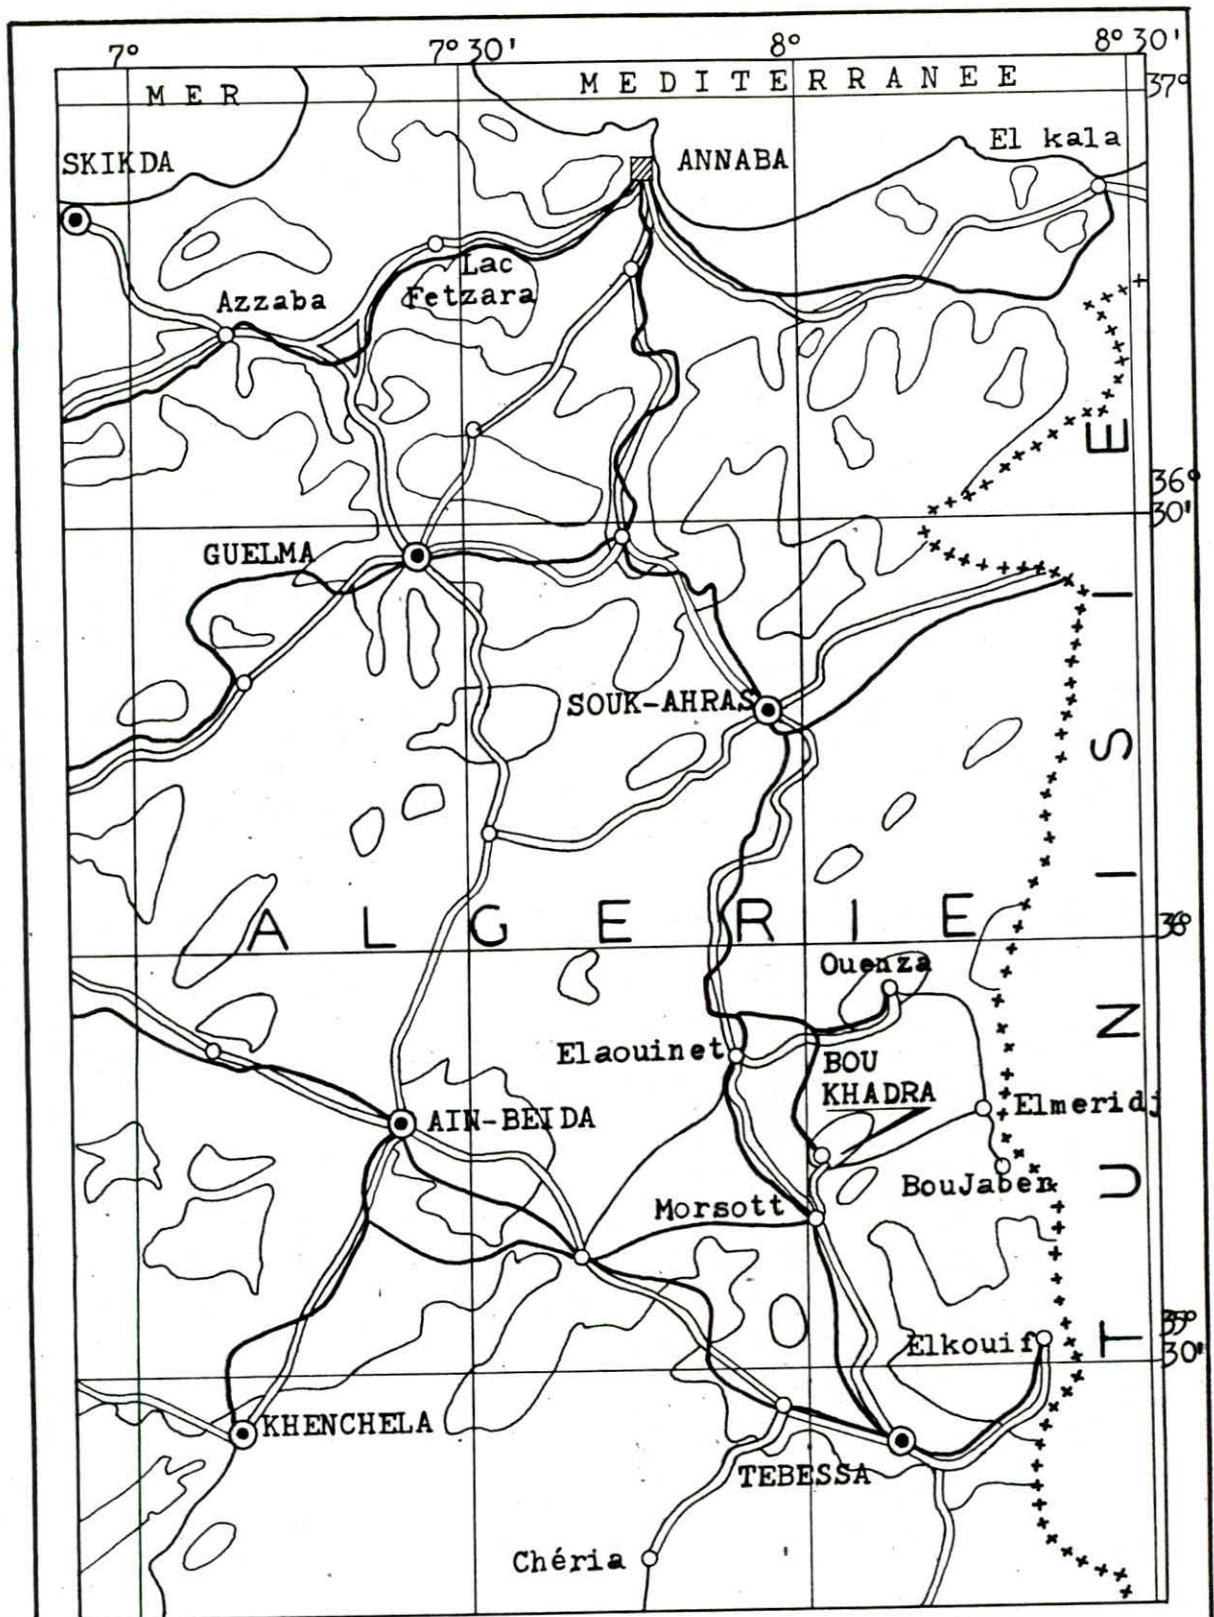 7° 7°30' 8° 8°30'
MER MEDITERRANEE 37°
El kala
SKIKDA ANNABA
Lac
Fetzara
Azzaba
36°
30'
GUELMA
SOUK-AHRAS
ALGERIE 36°
TUNISIE
Ouenza
Elaouinet
BOU
KHADRA
Elmeridj
AIN-BEIDA
BouJaber
Morsott
35°
30'
Elkouif
KHENCHELA
TEBESSA
Chéria